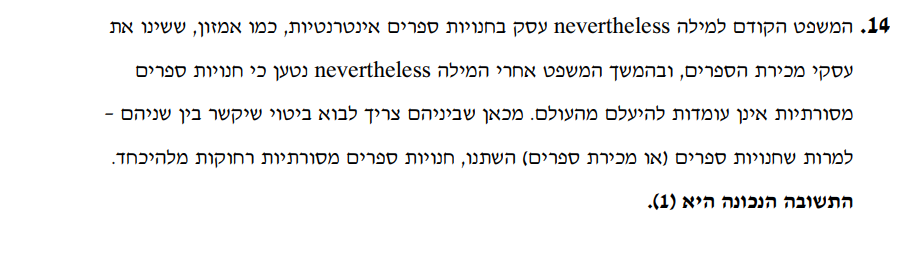 14. המשפט הקודם למילה nevertheless עסק בחנויות ספרים אינטרנטיות, כמו אמזון, ששינו את
עסקי מכירת הספרים, ובהמשך המשפט אחרי המילה nevertheless נטען כי חנויות ספרים
מסורתיות אינן עומדות להיעלם מהעולם. מכאן שביניהם צריך לבוא ביטוי שיקשר בין שניהם –
למרות שחנויות ספרים (או מכירת ספרים) השתנו, חנויות ספרים מסורתיות רחוקות מלהיכחד.
התשובה הנכונה היא (1).